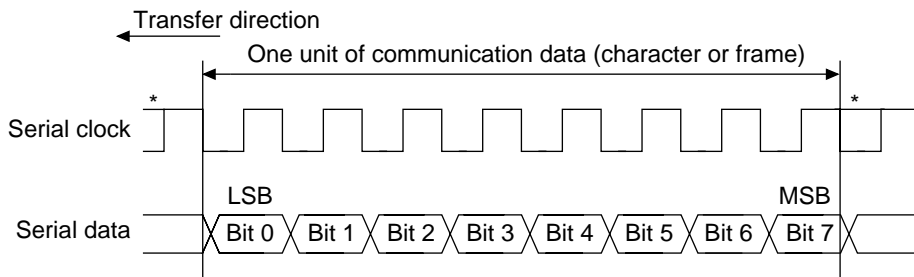 Transfer direction
One unit of communication data (character or frame)
* *
Serial clock
LSB MSB
Serial data Bit 0 Bit 1 Bit 2 Bit 3 Bit 4 Bit 5 Bit 6 Bit 7